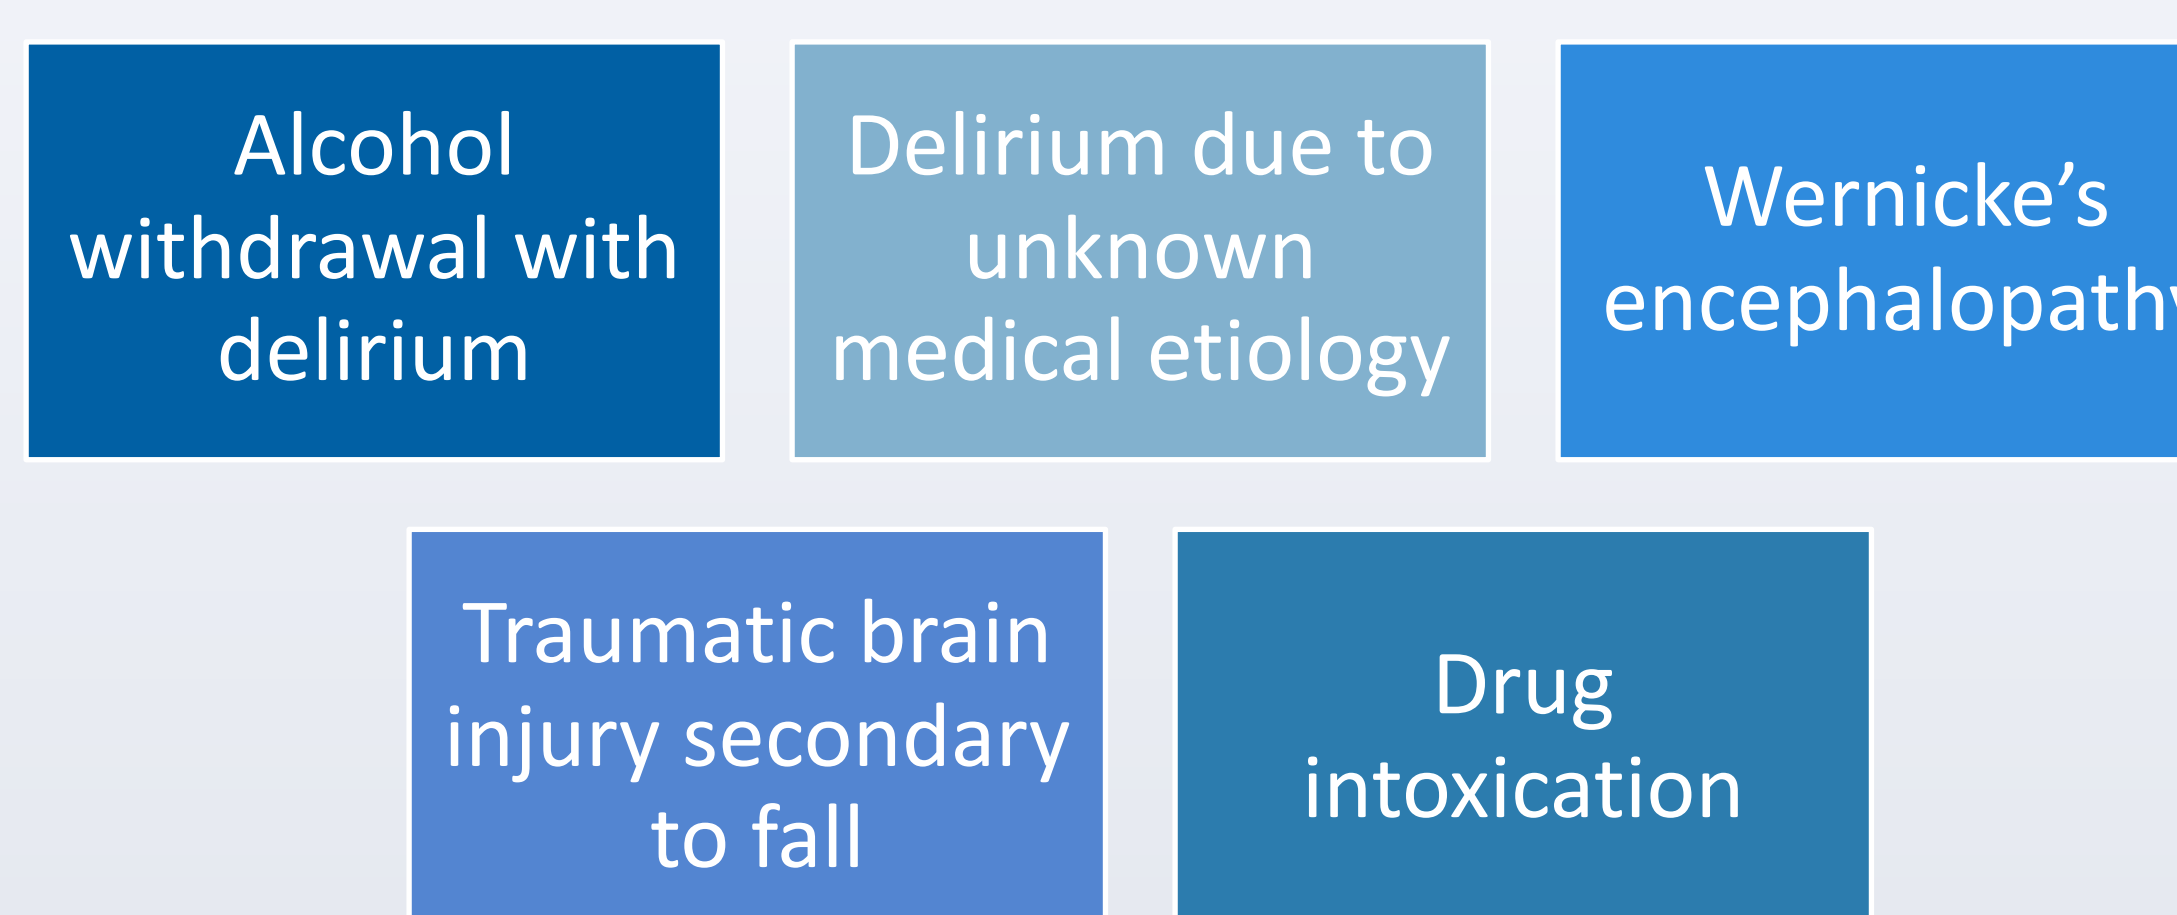 Alcohol
withdrawal with
delirium
Delirium due to
unknown
medical etiology
Wernicke’s
encephalopathy
Traumatic brain
injury secondary
to fall
Drug
intoxication